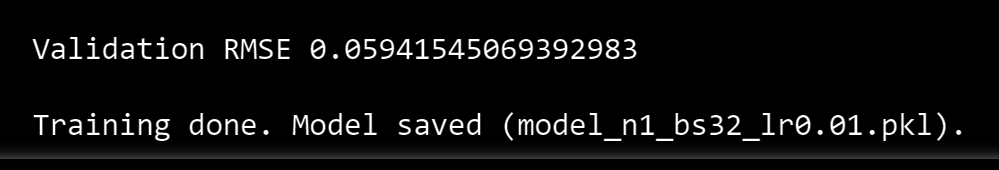 Validation RMSE 0.05941545069392983
Training done. Model saved (model_n1_bs32_lr0.01.pkl).